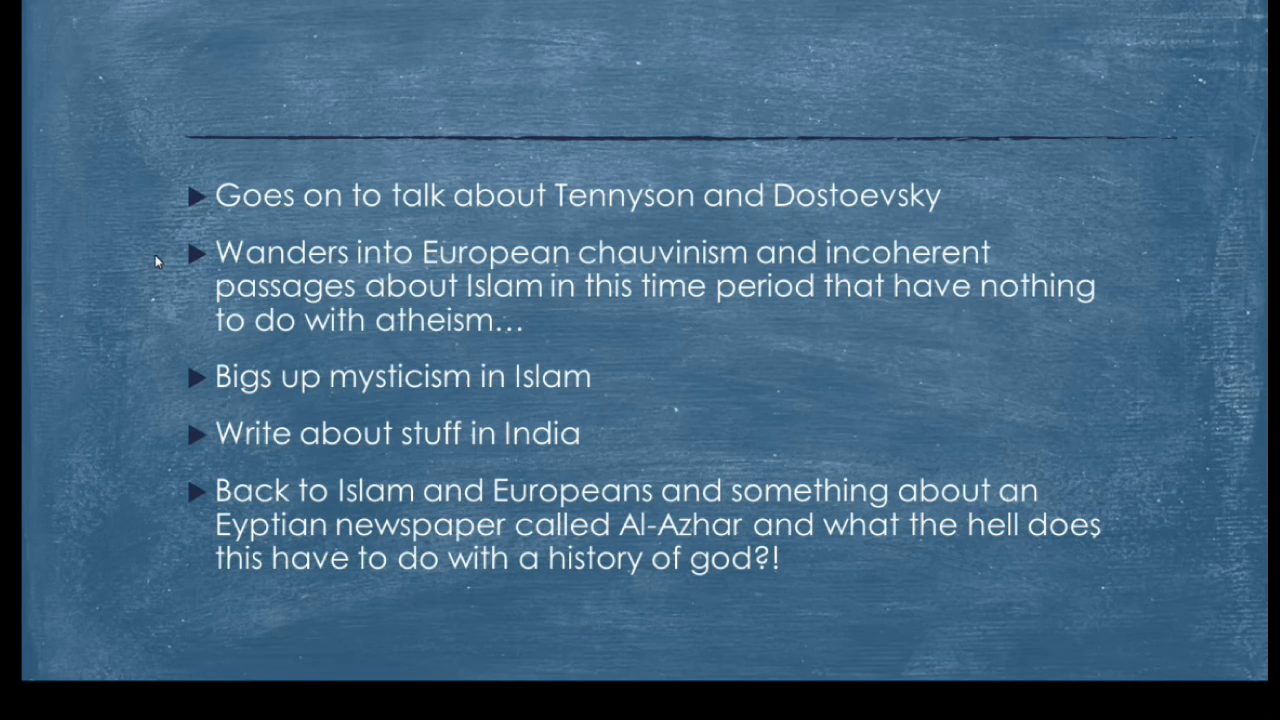 Goes on to talk about Tennyson and Dostoevsky
Wanders into European chauvinism and incoherent
passages about Islam in this time period that have nothing
to do with atheism…
Bigs up mysticism in Islam
Write about stuff in India
Back to Islam and Europeans and something about an
Eyptian newspaper called Al-Azhar and what the hell does
this have to do with a history of god?!